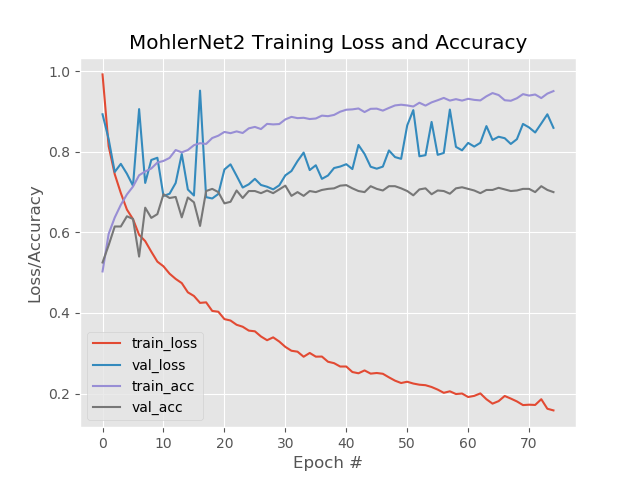 MohlerNet2 Training Loss and Accuracy
1.0
0.8
0.6
0.4
0.2
Loss/Accuracy
train_loss
val_loss
train_acc
val_acc
0 10 20 30 40 50 60 70
Epoch #